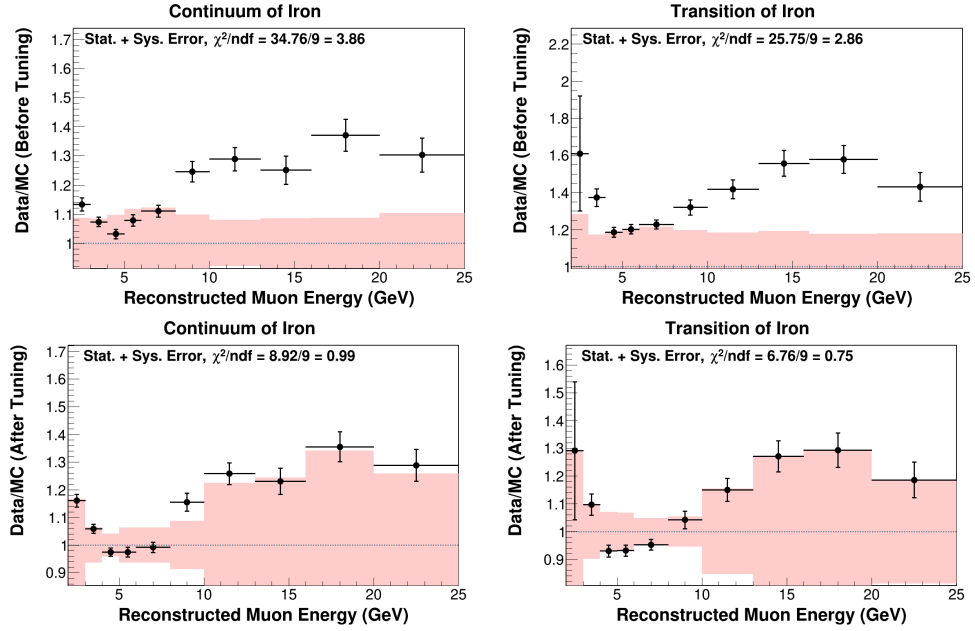 Continuum of Iron
Stat. + Sys. Error, χ²/ndf = 34.76/9 = 3.86
Data/MC (Before Tuning)
1.7
1.6
1.5
1.4
1.3
1.2
1.1
1
5 10 15 20 25
Reconstructed Muon Energy (GeV)
Transition of Iron
Stat. + Sys. Error, χ²/ndf = 25.75/9 = 2.86
Data/MC (Before Tuning)
2.2
2
1.8
1.6
1.4
1.2
1
5 10 15 20 25
Reconstructed Muon Energy (GeV)
Continuum of Iron
Stat. + Sys. Error, χ²/ndf = 8.92/9 = 0.99
Data/MC (After Tuning)
1.7
1.6
1.5
1.4
1.3
1.2
1.1
1
0.9
5 10 15 20 25
Reconstructed Muon Energy (GeV)
Transition of Iron
Stat. + Sys. Error, χ²/ndf = 6.76/9 = 0.75
Data/MC (After Tuning)
1.6
1.5
1.4
1.3
1.2
1.1
1
0.9
5 10 15 20 25
Reconstructed Muon Energy (GeV)